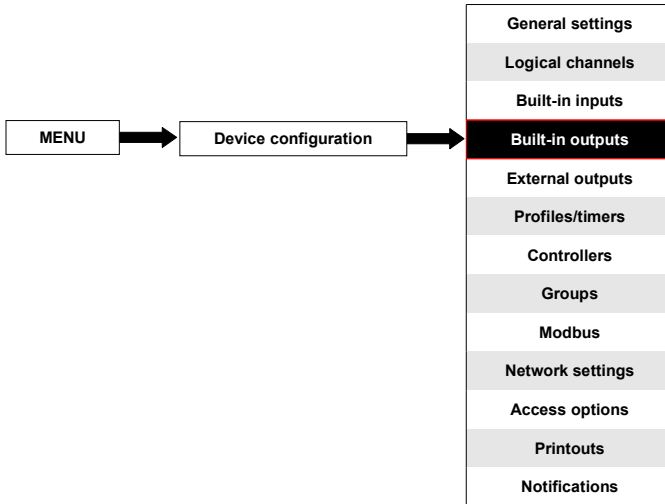 General settings
Logical channels
Built-in inputs
MENU
Device configuration
Built-in outputs
External outputs
Profiles/timers
Controllers
Groups
Modbus
Network settings
Access options
Printouts
Notifications